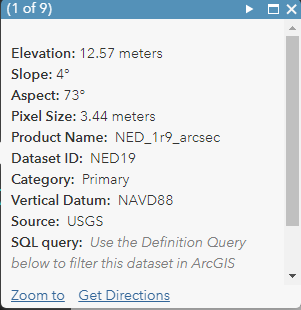 (1 of 9)
Elevation: 12.57 meters
Slope: 4°
Aspect: 73°
Pixel Size: 3.44 meters
Product Name: NED_1r9_arcsec
Dataset ID: NED19
Category: Primary
Vertical Datum: NAVD88
Source: USGS
SQL query: Use the Definition Query
below to filter this dataset in ArcGIS
Zoom to Get Directions